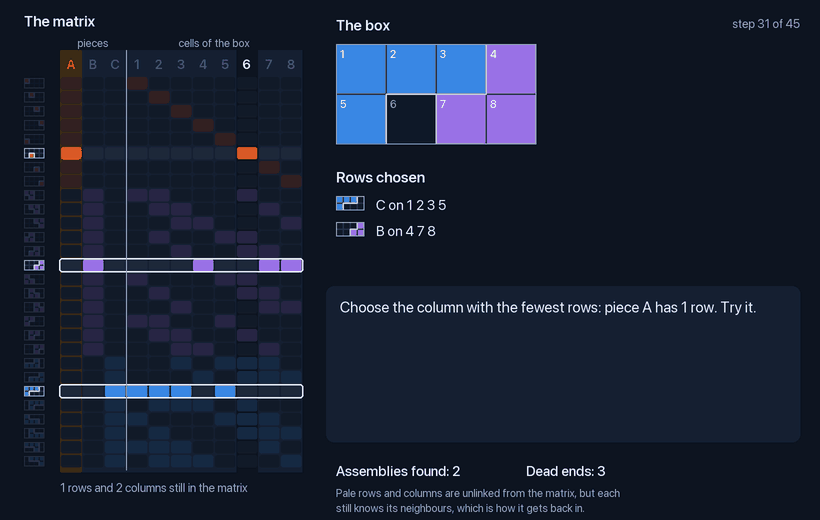 The matrix
pieces
cells of the box
A B C 1 2 3 4 5 6 7 8
1 rows and 2 columns still in the matrix
The box
step 31 of 45
1 2 3 4
5 6 7 8
Rows chosen
C on 1 2 3 5
B on 4 7 8
Choose the column with the fewest rows: piece A has 1 row. Try it.
Assemblies found: 2
Dead ends: 3
Pale rows and columns are unlinked from the matrix, but each
still knows its neighbours, which is how it gets back in.